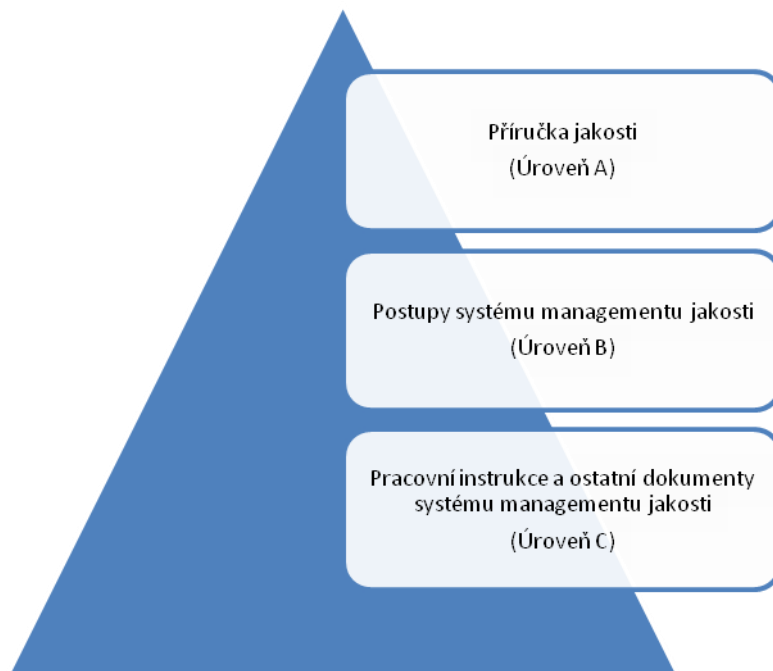 Příručka jakosti
(Úroveň A)
Postupy systému managementu jakosti
(Úroveň B)
Pracovní instrukce a ostatní dokumenty
systému managementu jakosti
(Úroveň C)